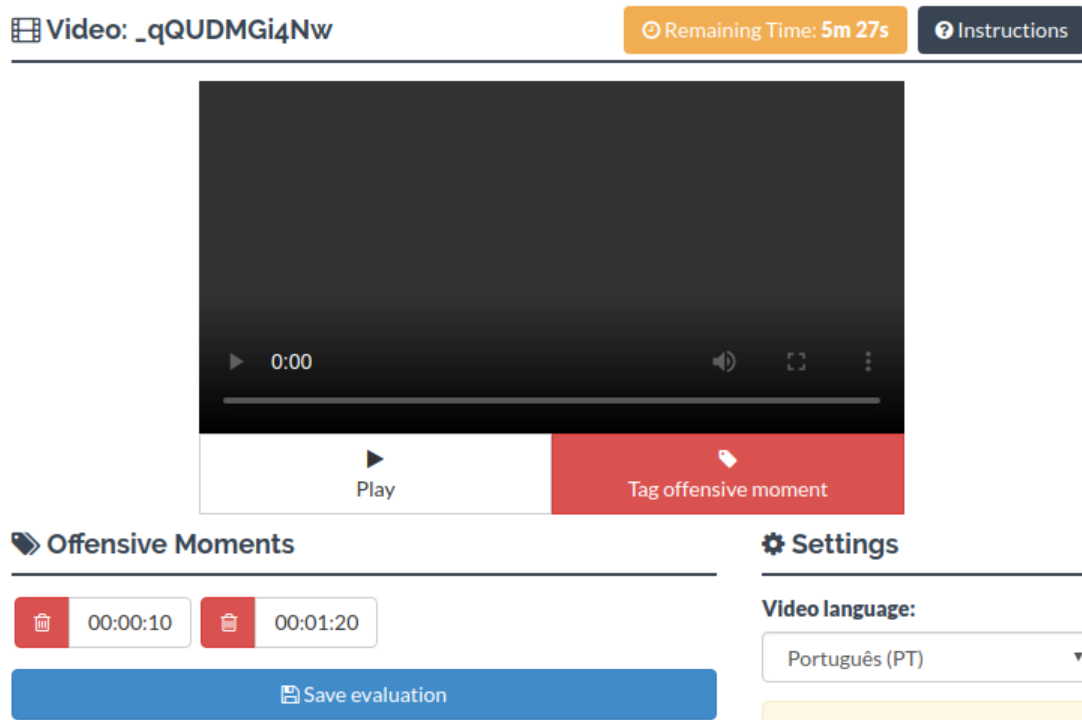 Video: _qQUDMGi4Nw
Remaining Time: 5m 27s
Instructions
0:00
Play
Tag offensive moment
Offensive Moments
00:00:10
00:01:20
Save evaluation
Settings
Video language:
Português (PT)